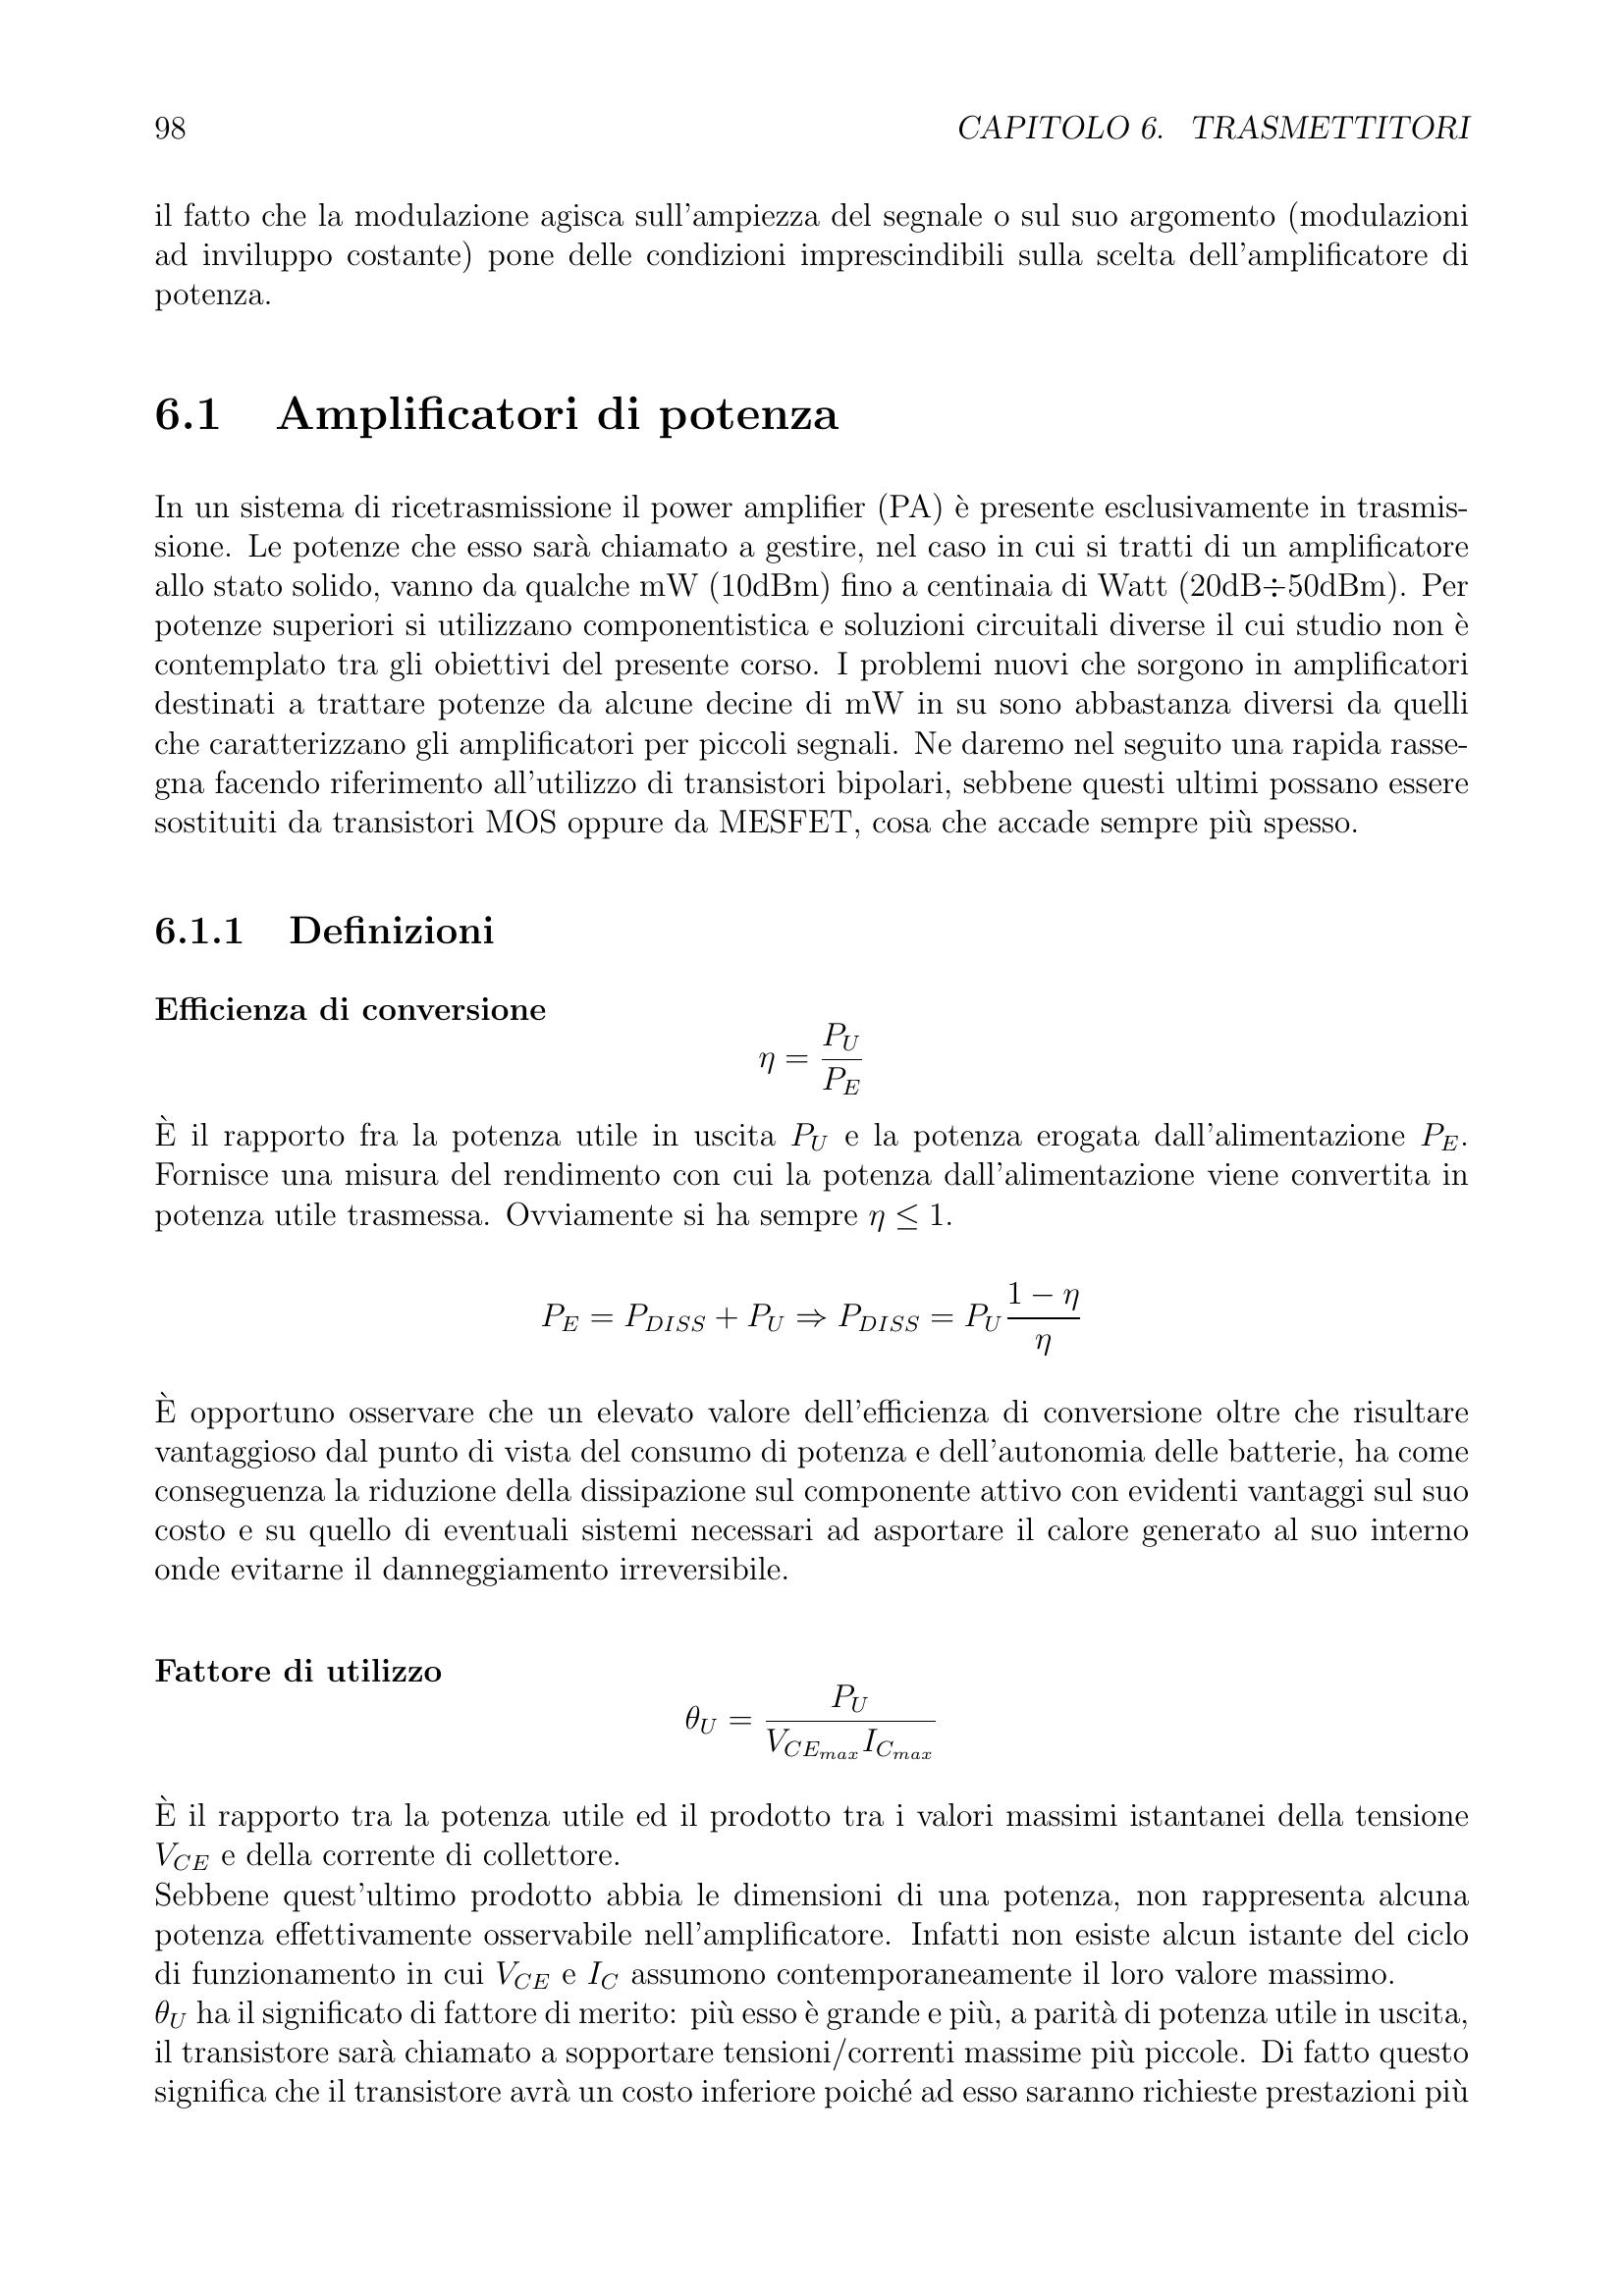 98 CAPITOLO 6. TRASMETTITORI
il fatto che la modulazione agisca sull'ampiezza del segnale o sul suo argomento (modulazioni
ad inviluppo costante) pone delle condizioni imprescindibili sulla scelta dell'amplificatore di
potenza.
6.1 Amplificatori di potenza
In un sistema di ricetrasmissione il power amplifier (PA) è presente esclusivamente in trasmis-
sione. Le potenze che esso sarà chiamato a gestire, nel caso in cui si tratti di un amplificatore
allo stato solido, vanno da qualche mW (10dBm) fino a centinaia di Watt (20dB÷50dBm). Per
potenze superiori si utilizzano componentistica e soluzioni circuitali diverse il cui studio non è
contemplato tra gli obiettivi del presente corso. I problemi nuovi che sorgono in amplificatori
destinati a trattare potenze da alcune decine di mW in su sono abbastanza diversi da quelli
che caratterizzano gli amplificatori per piccoli segnali. Ne daremo nel seguito una rapida rasse-
gna facendo riferimento all'utilizzo di transistori bipolari, sebbene questi ultimi possano essere
sostituiti da transistori MOS oppure da MESFET, cosa che accade sempre più spesso.
6.1.1 Definizioni
Efficienza di conversione
$\eta = \frac{P_U}{P_E}$
È il rapporto fra la potenza utile in uscita $P_U$ e la potenza erogata dall'alimentazione $P_E$.
Fornisce una misura del rendimento con cui la potenza dall'alimentazione viene convertita in
potenza utile trasmessa. Ovviamente si ha sempre $\eta \leq 1$.
$P_E = P_{DISS} + P_U \Rightarrow P_{DISS} = P_U \frac{1-\eta}{\eta}$
È opportuno osservare che un elevato valore dell'efficienza di conversione oltre che risultare
vantaggioso dal punto di vista del consumo di potenza e dell'autonomia delle batterie, ha come
conseguenza la riduzione della dissipazione sul componente attivo con evidenti vantaggi sul suo
costo e su quello di eventuali sistemi necessari ad asportare il calore generato al suo interno
onde evitarne il danneggiamento irreversibile.
Fattore di utilizzo
$\theta_U = \frac{P_U}{V_{CE_{max}} I_{C_{max}}}$
È il rapporto tra la potenza utile ed il prodotto tra i valori massimi istantanei della tensione
$V_{CE}$ e della corrente di collettore.
Sebbene quest'ultimo prodotto abbia le dimensioni di una potenza, non rappresenta alcuna
potenza effettivamente osservabile nell'amplificatore. Infatti non esiste alcun istante del ciclo
di funzionamento in cui $V_{CE}$ e $I_C$ assumono contemporaneamente il loro valore massimo.
$\theta_U$ ha il significato di fattore di merito: più esso è grande e più, a parità di potenza utile in uscita,
il transistore sarà chiamato a sopportare tensioni/correnti massime più piccole. Di fatto questo
significa che il transistore avrà un costo inferiore poiché ad esso saranno richieste prestazioni più